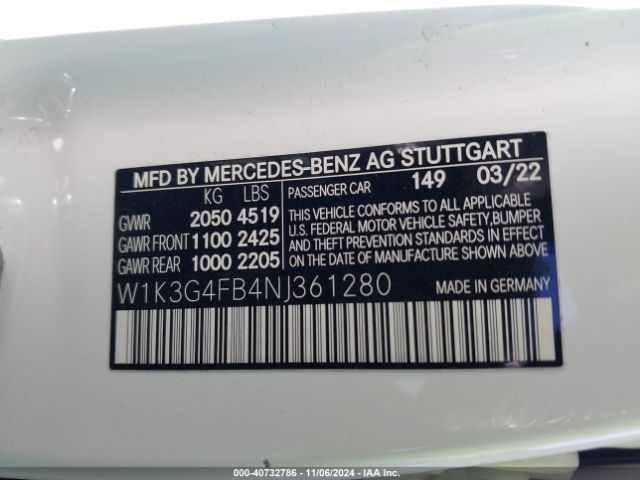 MFD BY MERCEDES-BENZ AG STUTTGART
KG LBS
GVWR 2050 4519
GAWR FRONT 1100 2425
GAWR REAR 1000 2205
PASSENGER CAR 149 03/22
THIS VEHICLE CONFORMS TO ALL APPLICABLE
U.S. FEDERAL MOTOR VEHICLE SAFETY, BUMPER
AND THEFT PREVENTION STANDARDS IN EFFECT
ON THE DATE OF MANUFACTURE SHOWN ABOVE
W1K3G4FB4NJ361280 MADE IN GERMANY
000-40732786 - 11/06/2024 - IAA Inc.